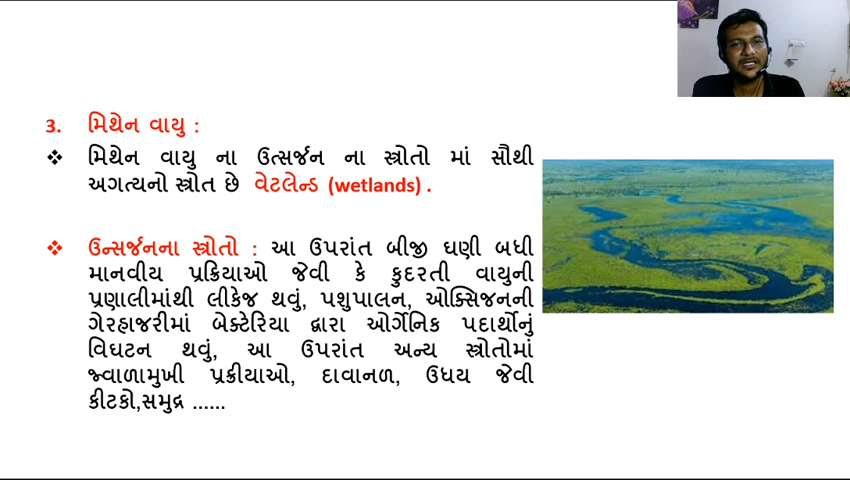 3. મિથેન વાયુ :
❖ મિથેન વાયુ ના ઉત્સર્જન ના સ્ત્રોતો માં સૌથી
અગત્યનો સ્ત્રોત છે વેટલેન્ડ (wetlands) .
❖ ઉન્સર્જનના સ્ત્રોતો : આ ઉપરાંત બીજી ઘણી બધી
માનવીય પ્રક્રિયાઓ જેવી કે કુદરતી વાયુની
પ્રણાલીમાંથી લીકેજ થવું, પશુપાલન, ઓક્સિજનની
ગેરહાજરીમાં બેક્ટેરિયા દ્વારા ઓર્ગેનિક પદાર્થોનું
વિઘટન થવું, આ ઉપરાંત અન્ય સ્ત્રોતોમાં
જ્વાળામુખી પ્રક્રીયાઓ, દાવાનળ, ઉધય જેવી
કીટકો,સમુદ્ર ......